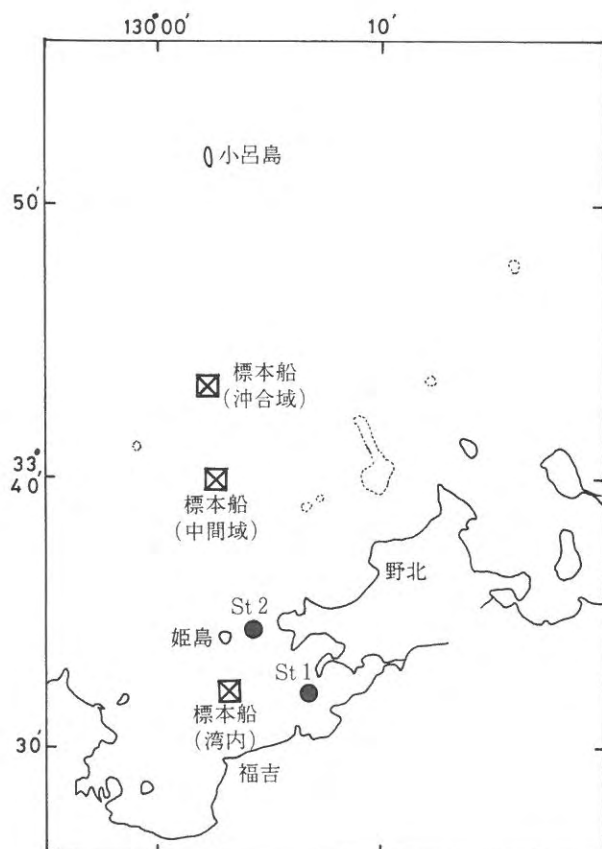 130°00′
10′
小呂島
50′
標本船
(沖合域)
33°
40′
標本船
(中間域)
野北
St 2
姫島
St 1
標本船
(湾内)
30′
福吉